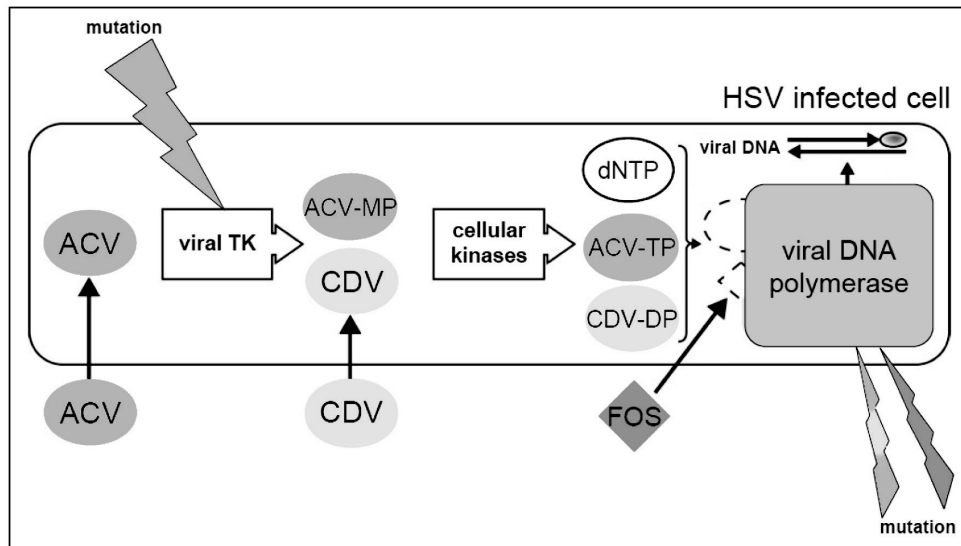 mutation
HSV infected cell
viral DNA
dNTP
ACV
viral TK
ACV-MP
CDV
cellular
kinases
ACV-TP
CDV-DP
viral DNA
polymerase
ACV
CDV
FOS
mutation